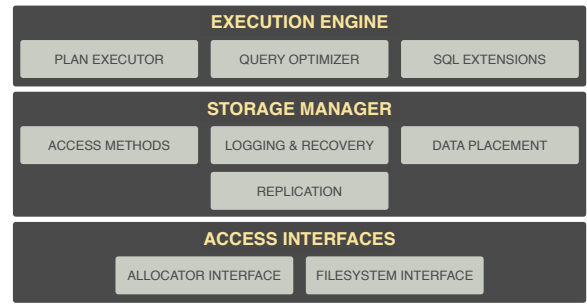 EXECUTION ENGINE
PLAN EXECUTOR
QUERY OPTIMIZER
SQL EXTENSIONS
STORAGE MANAGER
ACCESS METHODS
LOGGING & RECOVERY
DATA PLACEMENT
REPLICATION
ACCESS INTERFACES
ALLOCATOR INTERFACE
FILESYSTEM INTERFACE